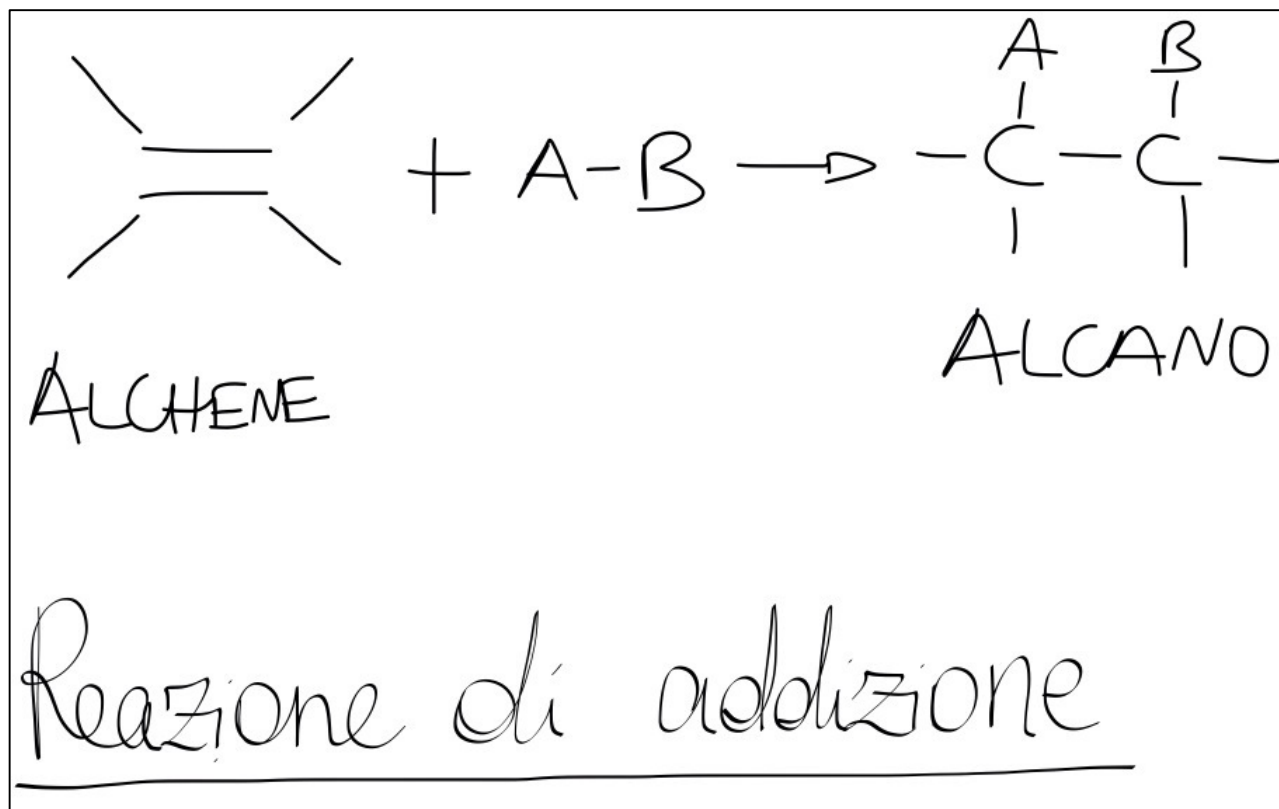 A B
+ A-B → -C-C-
ALCANO
ALCHENE
Reazione di addizione